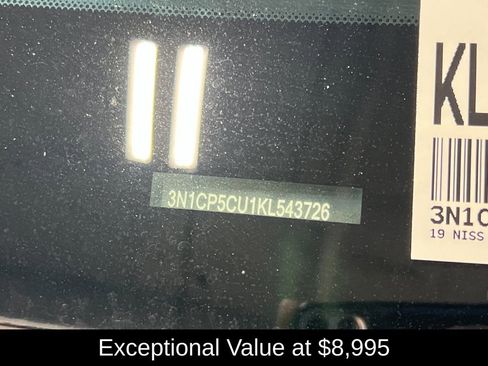 KL
3N1CP5CU1KL543726
3N1C
19 NISS
Exceptional Value at $8,995